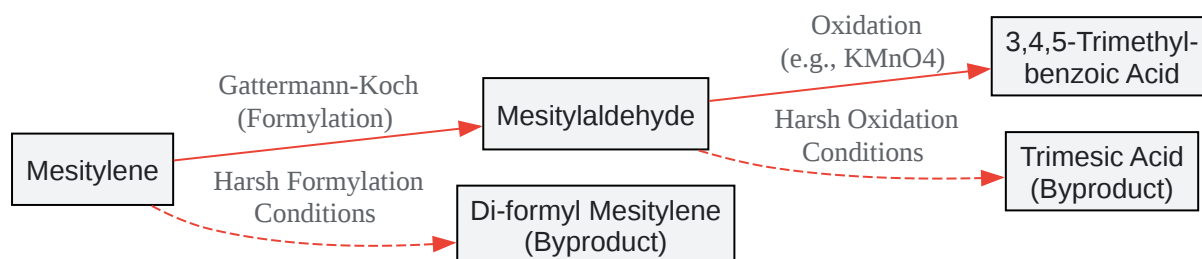 Mesitylene
Gattermann-Koch
(Formylation)
Harsh Formylation
Conditions
Mesitylaldehyde
Di-formyl Mesitylene
(Byproduct)
Oxidation
(e.g., KMnO4)
Harsh Oxidation
Conditions
3,4,5-Trimethyl-
benzoic Acid
Trimesic Acid
(Byproduct)